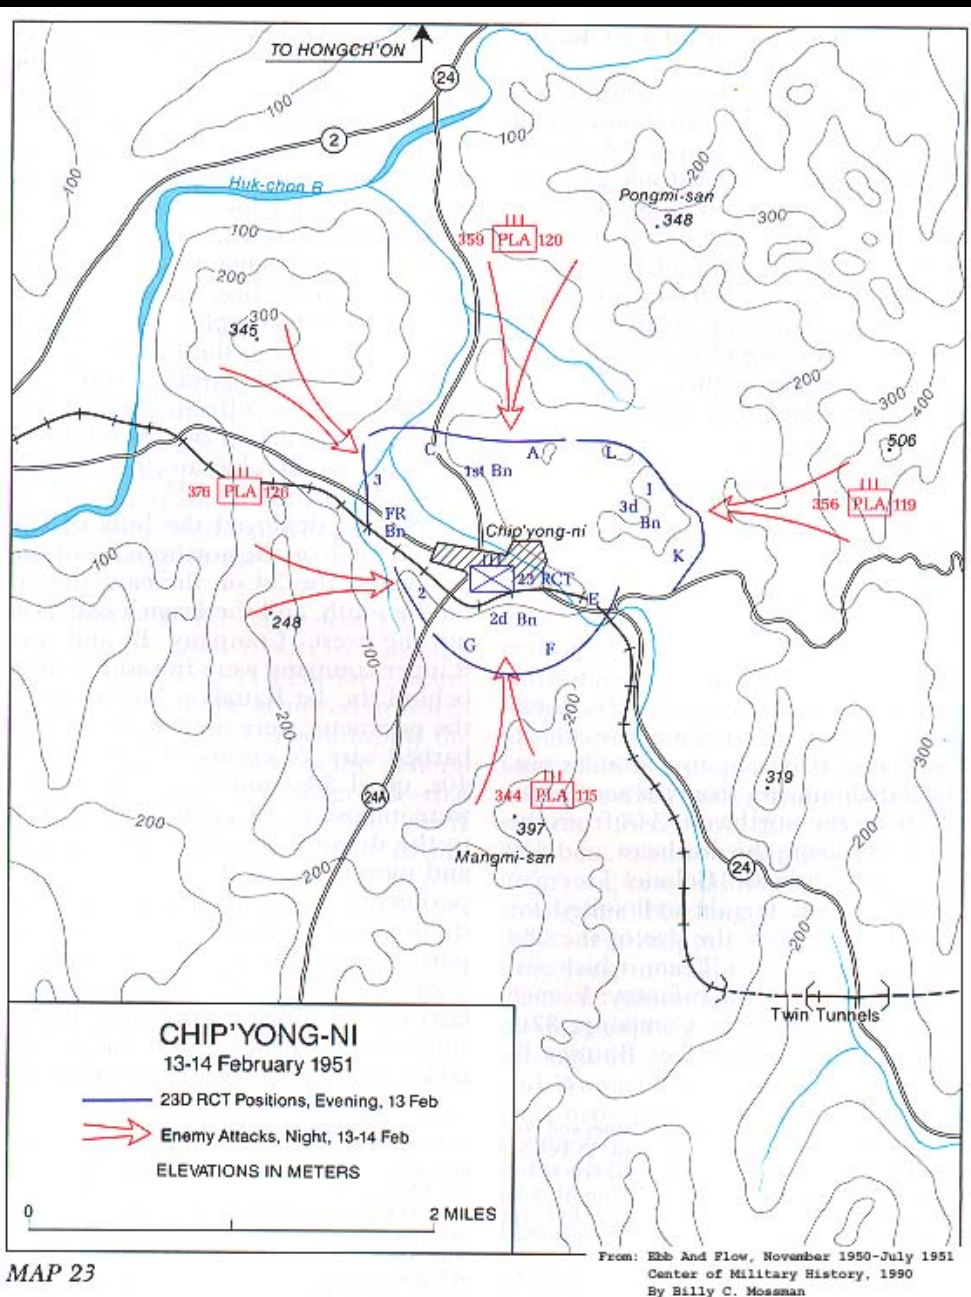 TO HONGCH'ON
24
100
2
100
100
200
Pongmi-san
348
300
Huk-chon R
359 PLA 120
100
200
300
345
200
300
400
506
C
A
L
1st Bn
3
I
376 PLA 126
356 PLA 119
3d
Bn
FR
Bn
Chip'yong-ni
K
100
23 RCT
2
E
2d Bn
248
G
F
100
200
200
300
319
24A
344 PLA 115
200
397
200
Mangmi-san
200
24
200
Twin Tunnels
CHIP'YONG-NI
13-14 February 1951
23D RCT Positions, Evening, 13 Feb
Enemy Attacks, Night, 13-14 Feb
ELEVATIONS IN METERS
0
2 MILES
From: Ebb And Flow, November 1950-July 1951
Center of Military History, 1990
By Billy C. Mossman
MAP 23